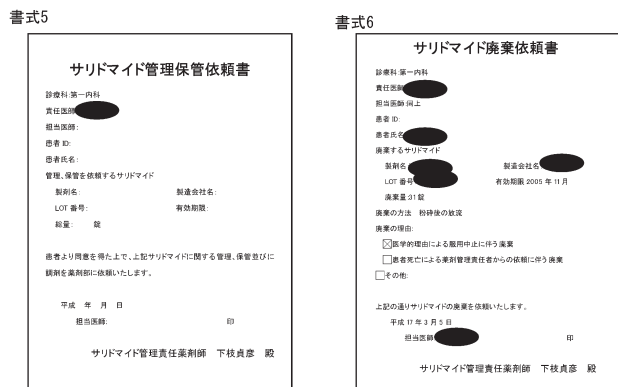 書式5
サリドマイド管理保管依頼書
診療科:第一内科
責任医師
担当医師:
患者 ID:
患者氏名:
管理、保管を依頼するサリドマイド
製剤名: 製造会社名:
LOT 番号: 有効期限:
総量: 錠
患者より同意を得た上で、上記サリドマイドに関する管理、保管並びに
調剤を薬剤部に依頼いたします。
平成 年 月 日
担当医師: 印
サリドマイド管理責任薬剤師 下枝貞彦 殿
書式6
サリドマイド廃棄依頼書
診療科:第一内科
責任医師
担当医師:同上
患者 ID:
患者氏名
廃棄するサリドマイド
製剤名 製造会社名
LOT 番号 有効期限 2005 年 11 月
廃棄量:31 錠
廃棄の方法 粉砕後の放流
廃棄の理由:
☒医学的理由による服用中止に伴う廃棄
□患者死亡による薬剤管理責任者からの依頼に伴う廃棄
□その他:
上記の通りサリドマイドの廃棄を依頼いたします。
平成 17 年 3 月 5 日
担当医師 印
サリドマイド管理責任薬剤師 下枝貞彦 殿